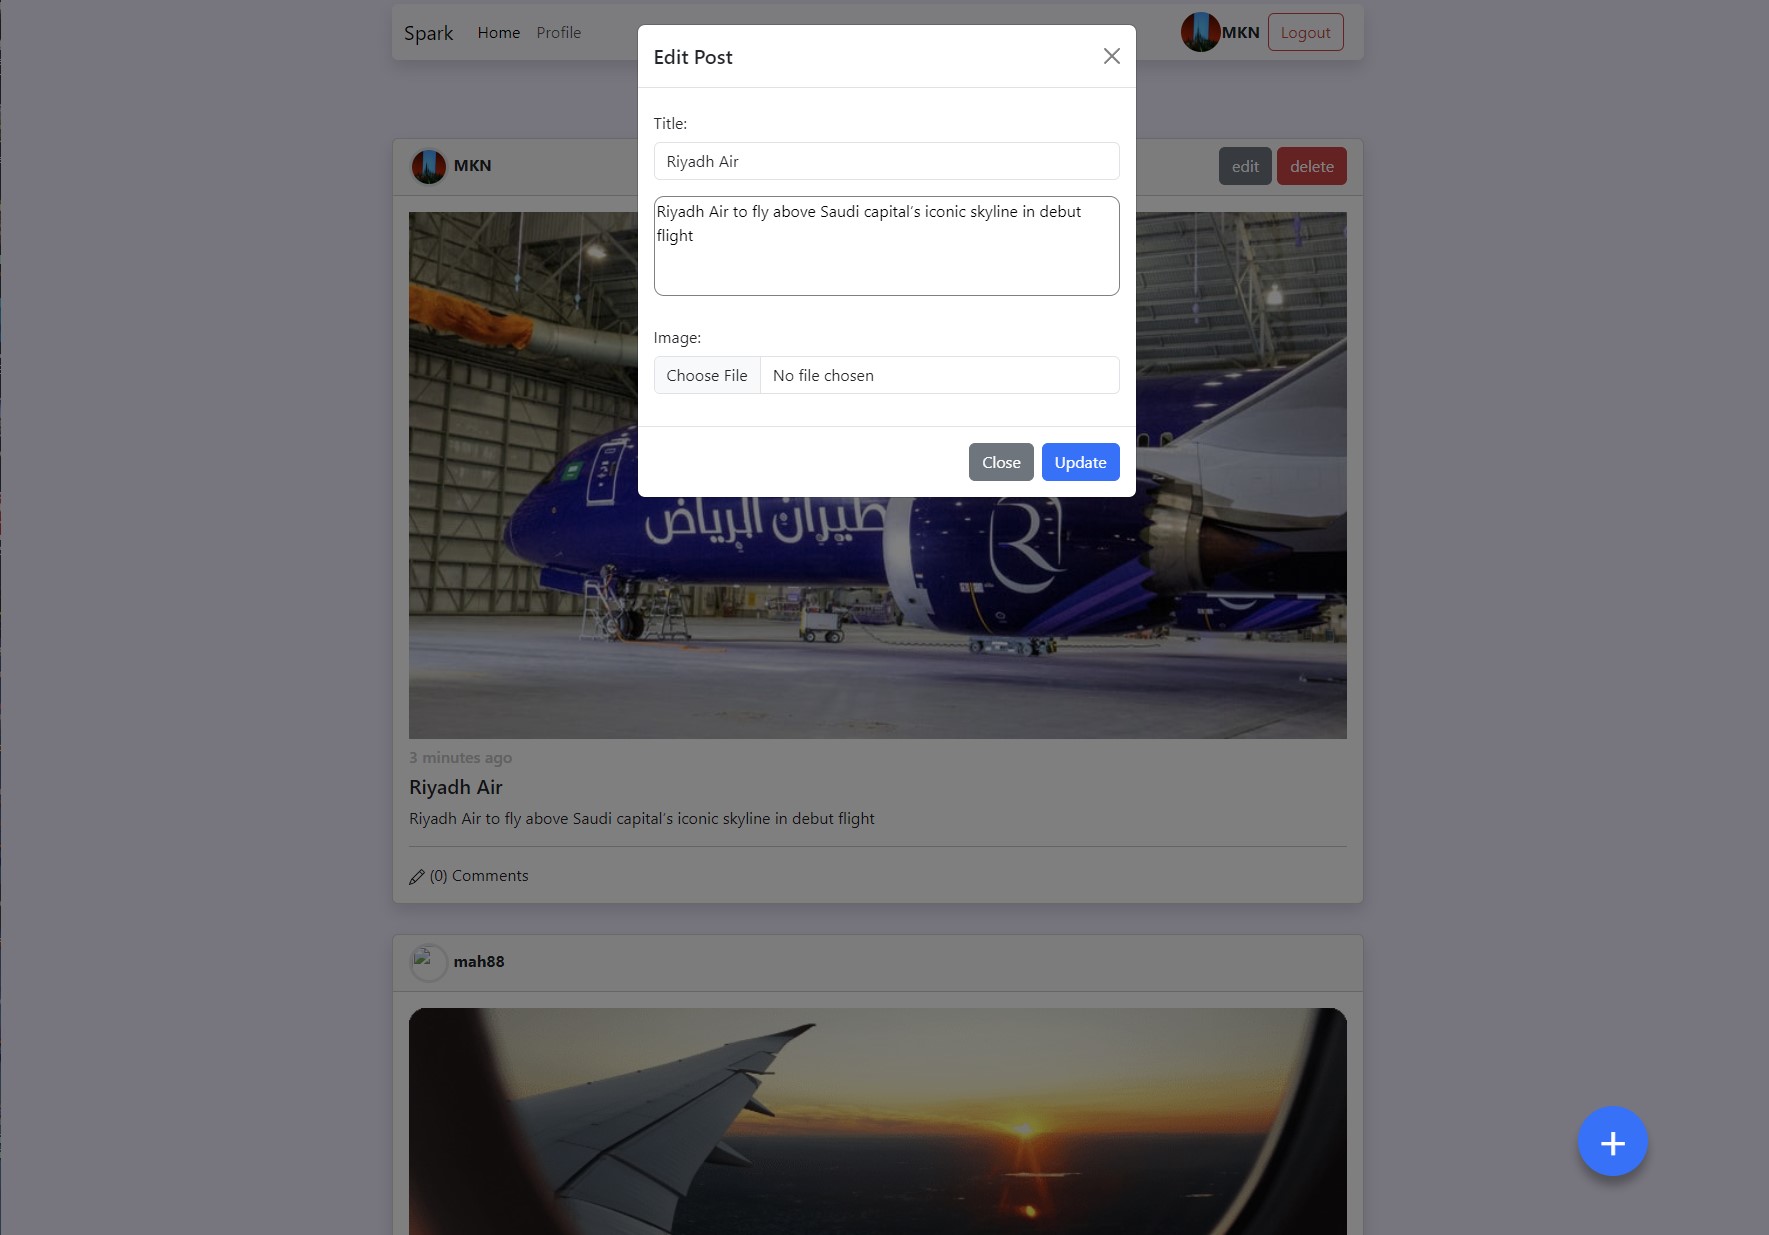 Spark
Home
Profile
MKN
Logout
Edit Post
Title:
Riyadh Air
Riyadh Air to fly above Saudi capital's iconic skyline in debut
flight
Image:
Choose File
No file chosen
Close
Update
MKN
edit
delete
طيران الرياض
R
3 minutes ago
Riyadh Air
Riyadh Air to fly above Saudi capital's iconic skyline in debut flight
(0) Comments
mah88
+